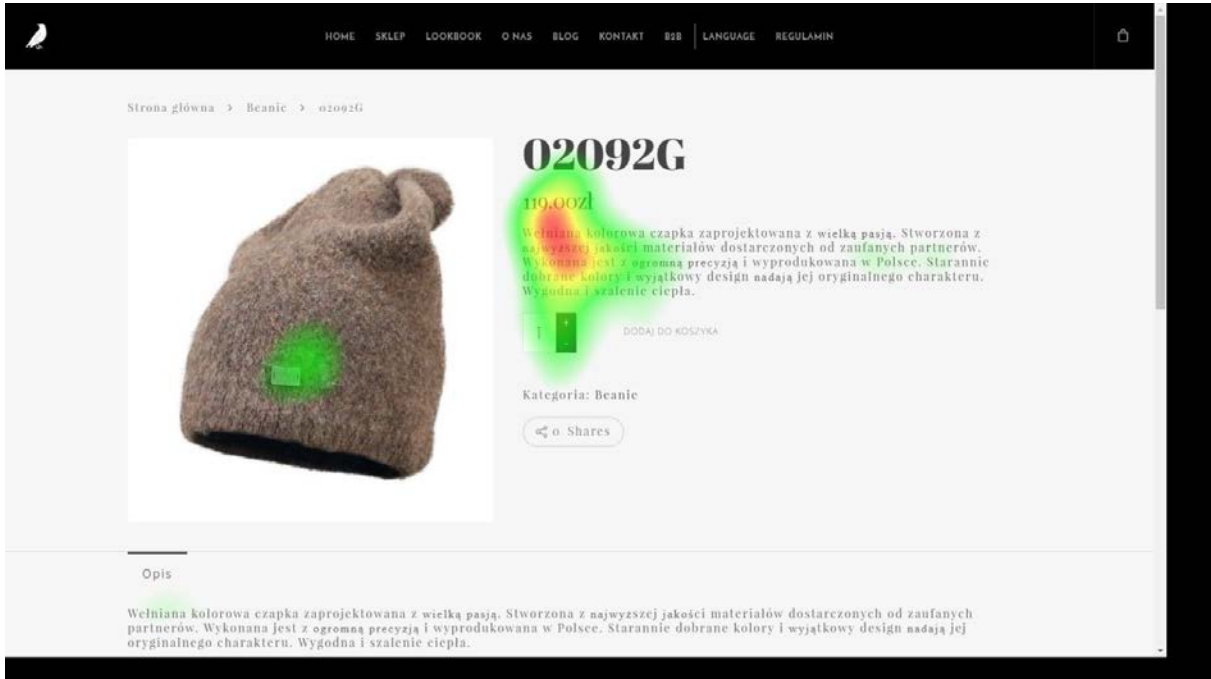 HOME SKLEP LOOKBOOK O NAS BLOG KONTAKT B2B LANGUAGE REGULAMIN
Strona główna > Beanie > 02092G
02092G
119.00zł
Wełniana kolorowa czapka zaprojektowana z wielką pasją. Stworzona z
najwyzszej jakości materiałów dostarczonych od zaufanych partnerów.
Wykonana jest z ogromną precyzją i wyprodukowana w Polsce. Starannie
dobrane kolory i wyjątkowy design nadają jej oryginalnego charakteru.
Wygodna i szalenie ciepła.
1 + -
DODAJ DO KOSZYKA
Kategoria: Beanie
0 Shares
Opis
Wełniana kolorowa czapka zaprojektowana z wielką pasją. Stworzona z najwyzszej jakości materiałów dostarczonych od zaufanych
partnerów. Wykonana jest z ogromną precyzją i wyprodukowana w Polsce. Starannie dobrane kolory i wyjątkowy design nadają jej
oryginalnego charakteru. Wygodna i szalenie ciepła.